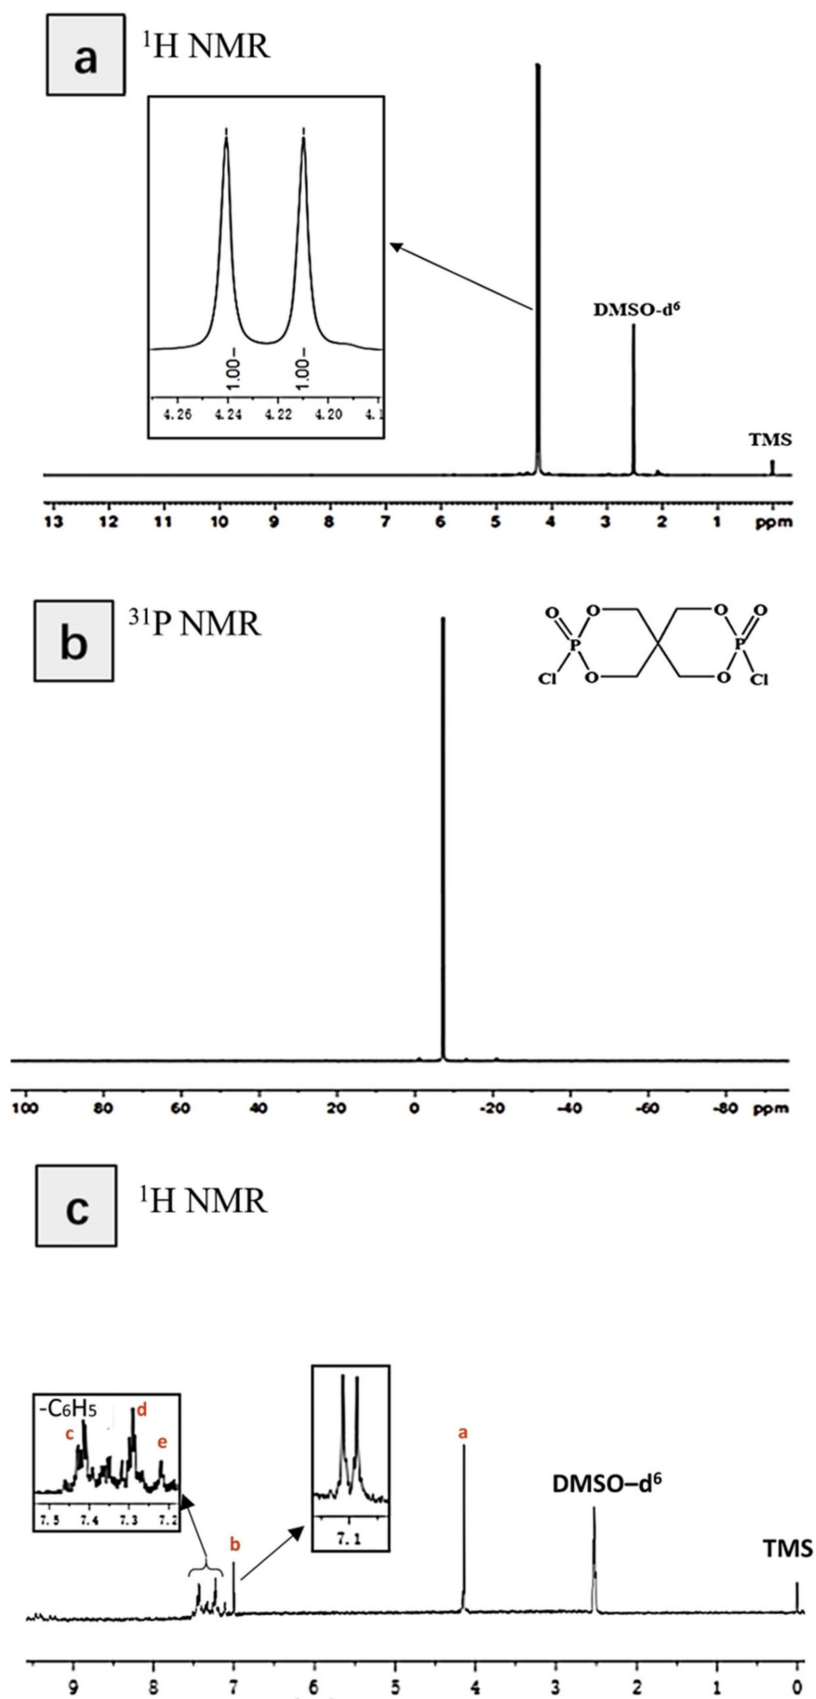 a
¹H NMR
DMSO-d⁶
TMS
1.00
1.00
4.26 4.24 4.22 4.20 4.1
13 12 11 10 9 8 7 6 5 4 3 2 1 ppm
b
³¹P NMR
O O O O
P P
Cl O O Cl
100 80 60 40 20 0 -20 -40 -60 -80 ppm
c
¹H NMR
-C₆H₅
c d e
7.5 7.4 7.3 7.2
b
7.1
a
DMSO–d⁶
TMS
9 8 7 6 5 4 3 2 1 0